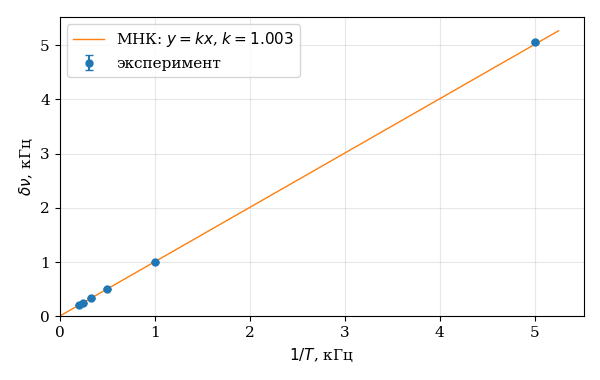 МНК: y = kx, k = 1.003
эксперимент
5
4
3
2
1
0
δν, кГц
0 1 2 3 4 5
1/T, кГц